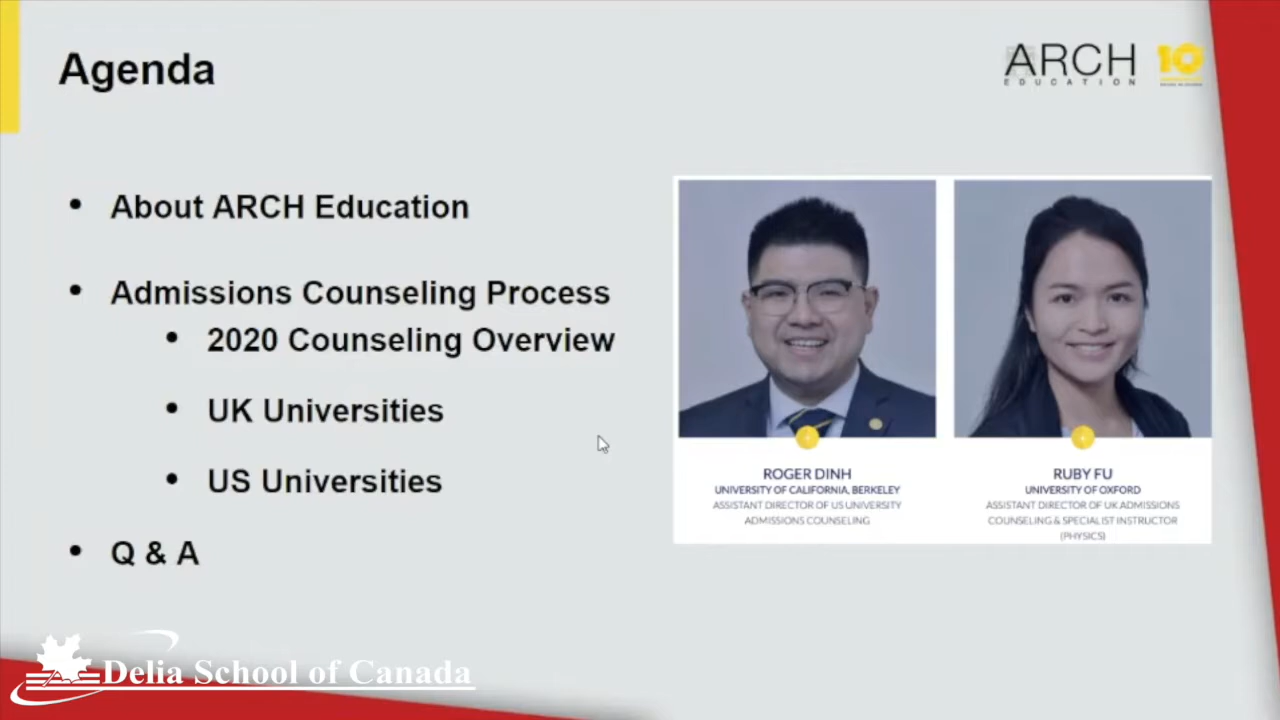 Agenda
ARCH
EDUCATION
10
• About ARCH Education
• Admissions Counseling Process
• 2020 Counseling Overview
• UK Universities
• US Universities
• Q & A
ROGER DINH
UNIVERSITY OF CALIFORNIA, BERKELEY
ASSISTANT DIRECTOR OF US UNIVERSITY
ADMISSIONS COUNSELING
RUBY FU
UNIVERSITY OF OXFORD
ASSISTANT DIRECTOR OF UK ADMISSIONS
COUNSELING & SPECIALIST INSTRUCTOR
(PHYSICS)
Delia School of Canada